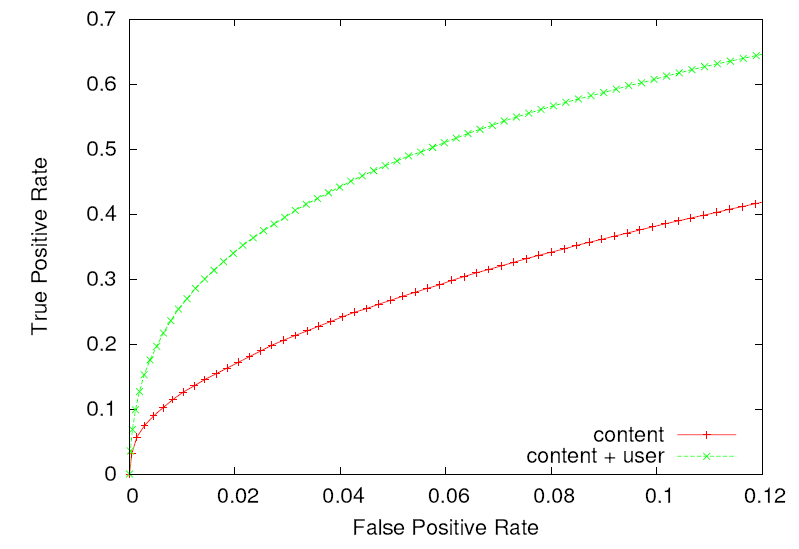 0.7
0.6
0.5
0.4
0.3
0.2
0.1
0
True Positive Rate
content
content + user
0 0.02 0.04 0.06 0.08 0.1 0.12
False Positive Rate